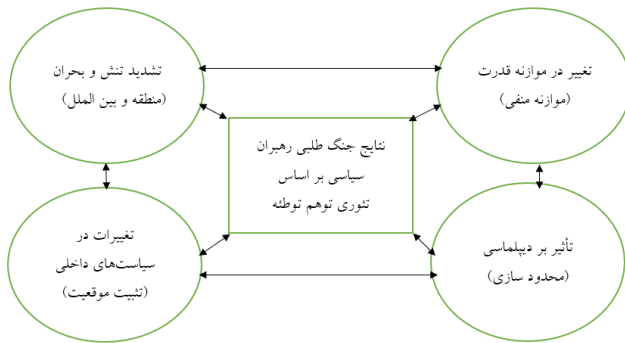 تغییر در موازنه قدرت
(موازنه منفی)
تشدید تنش و بحران
(منطقه و بین الملل)
نتایج جنگ طلبی رهبران
سیاسی بر اساس
تئوری توهم توطئه
تأثیر بر دیپلماسی
(محدود سازی)
تغییرات در
سیاست‌های داخلی
(تثبیت موقعیت)